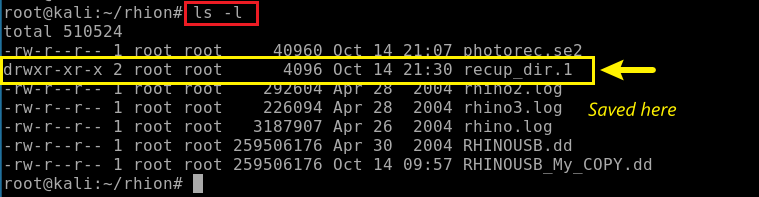 root@kali:~/rhion# ls -l
total 510524
-rw-r--r-- 1 root root     40960 Oct 14 21:07 photorec.se2
drwxr-xr-x 2 root root      4096 Oct 14 21:30 recup_dir.1
-rw-r--r-- 1 root root    292604 Apr 28  2004 rhino2.log
-rw-r--r-- 1 root root    226094 Apr 28  2004 rhino3.log
Saved here
-rw-r--r-- 1 root root   3187907 Apr 26  2004 rhino.log
-rw-r--r-- 1 root root 259506176 Apr 30  2004 RHINOUSB.dd
-rw-r--r-- 1 root root 259506176 Oct 14 09:57 RHINOUSB_My_COPY.dd
root@kali:~/rhion#